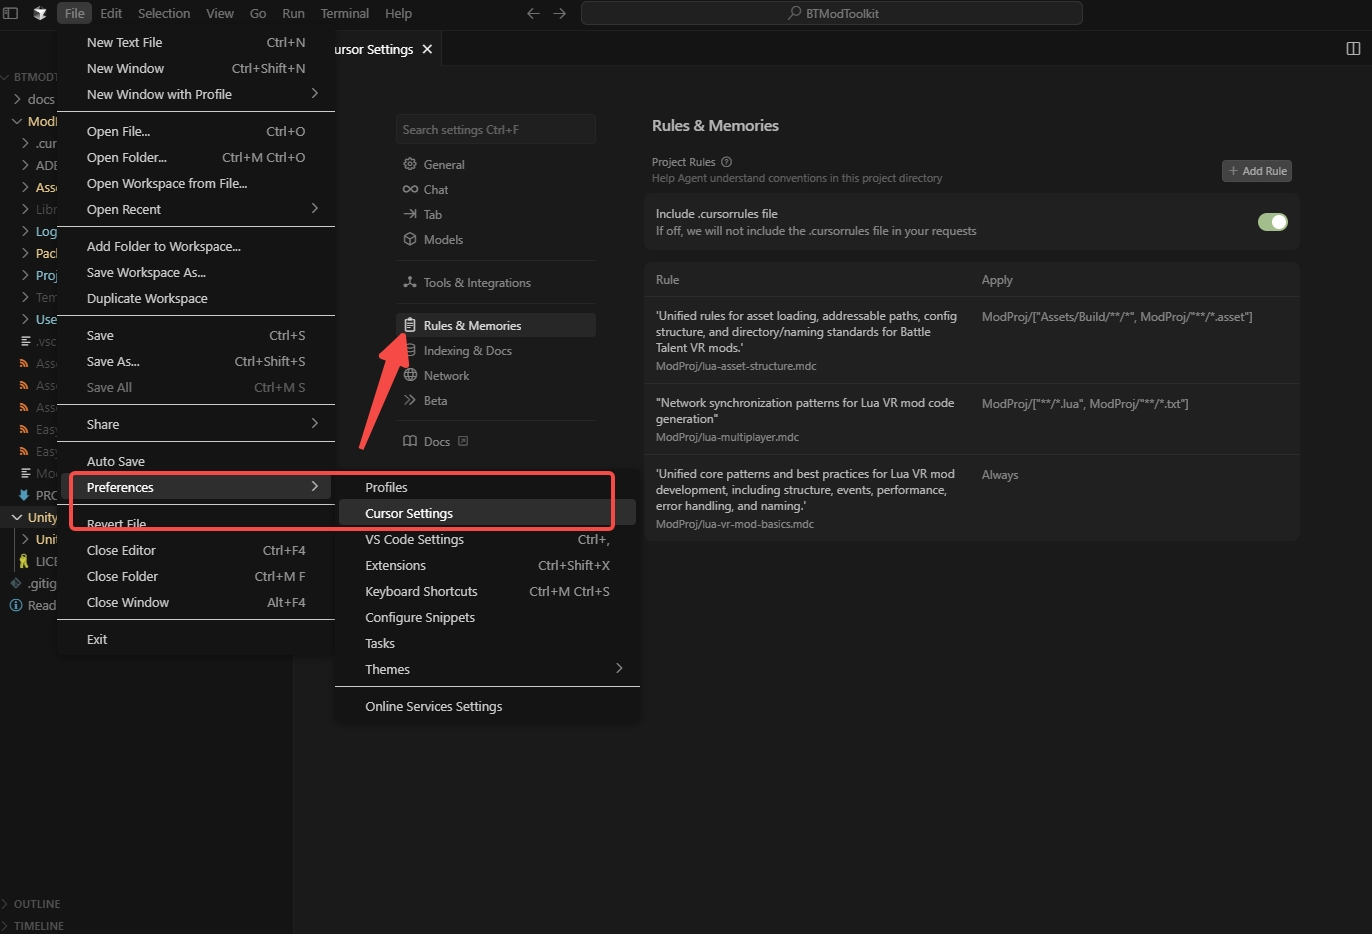 File Edit Selection View Go Run Terminal Help
BTModToolkit
New Text File Ctrl+N
New Window Ctrl+Shift+N
New Window with Profile
Open File... Ctrl+O
Open Folder... Ctrl+M Ctrl+O
Open Workspace from File...
Open Recent
Add Folder to Workspace...
Save Workspace As...
Duplicate Workspace
Save Ctrl+S
Save As... Ctrl+Shift+S
Save All Ctrl+M S
Share
Auto Save
Preferences
Revert File
Close Editor Ctrl+F4
Close Folder Ctrl+M F
Close Window Alt+F4
Exit
BTMODT
docs
ModP
.cur
ADB
Asse
Libr
Log
Pack
Proj
Tem
Use
.vsc
Asse
Asse
Asse
Easy
Easy
Mod
PRO
Unity
Unit
LICE
.gitig
Read
OUTLINE
TIMELINE
ursor Settings
Search settings Ctrl+F
General
Chat
Tab
Models
Tools & Integrations
Rules & Memories
Indexing & Docs
Network
Beta
Docs
Profiles
Cursor Settings
VS Code Settings Ctrl+,
Extensions Ctrl+Shift+X
Keyboard Shortcuts Ctrl+M Ctrl+S
Configure Snippets
Tasks
Themes
Online Services Settings
Rules & Memories
Project Rules
Help Agent understand conventions in this project directory
+ Add Rule
Include .cursorrules file
If off, we will not include the .cursorrules file in your requests
Rule Apply
'Unified rules for asset loading, addressable paths, config
structure, and directory/naming standards for Battle
Talent VR mods.'
ModProj/lua-asset-structure.mdc
ModProj/["Assets/Build/**/*", ModProj/"**/*.asset"]
"Network synchronization patterns for Lua VR mod code
generation"
ModProj/lua-multiplayer.mdc
ModProj/["**/*.lua", ModProj/"**/*.txt"]
'Unified core patterns and best practices for Lua VR mod
development, including structure, events, performance,
error handling, and naming.'
ModProj/lua-vr-mod-basics.mdc
Always